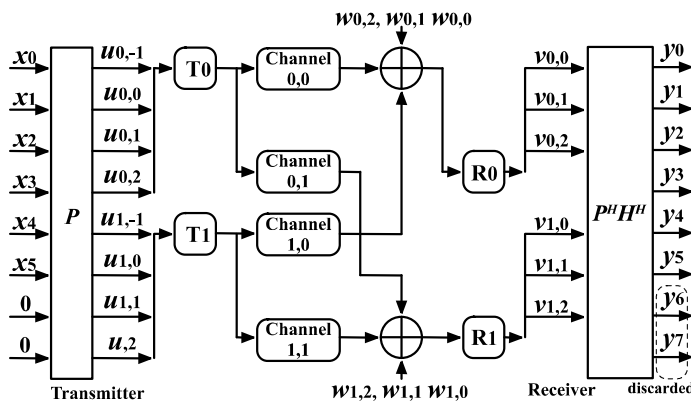 w0,2, w0,1 w0,0
x0 u0,-1 T0 Channel 0,0 v0,0 y0
x1 u0,0 v0,1 y1
x2 u0,1 v0,2 y2
x3 u0,2 Channel 0,1 R0 y3
x4 P u1,-1 T1 Channel 1,0 v1,0 P^H H^H y4
x5 u1,0 v1,1 y5
0 u1,1 v1,2 y6
0 u,2 Channel 1,1 R1 y7
Transmitter w1,2, w1,1 w1,0 Receiver discarded